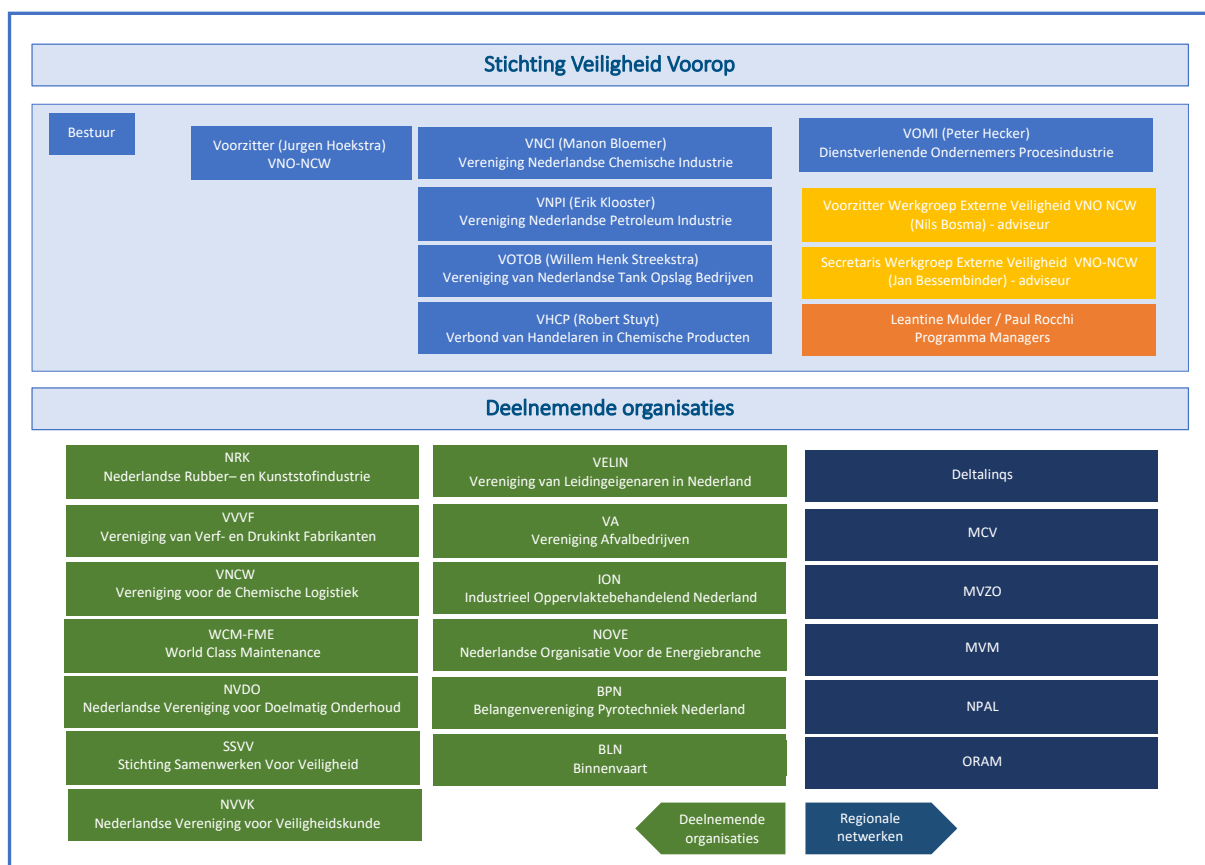 Stichting Veiligheid Voorop
Bestuur
Voorzitter (Jurgen Hoekstra)
VNO-NCW
VNCI (Manon Bloemer)
Vereniging Nederlandse Chemische Industrie
VNPI (Erik Klooster)
Vereniging Nederlandse Petroleum Industrie
VOTOB (Willem Henk Streekstra)
Vereniging van Nederlandse Tank Opslag Bedrijven
VHCP (Robert Stuyt)
Verbond van Handelaren in Chemische Producten
VOMI (Peter Hecker)
Dienstverlenende Ondernemers Procesindustrie
Voorzitter Werkgroep Externe Veiligheid VNO NCW
(Nils Bosma) - adviseur
Secretaris Werkgroep Externe Veiligheid VNO-NCW
(Jan Bessembinder) - adviseur
Leantine Mulder / Paul Rocchi
Programma Managers
Deelnemende organisaties
NRK
Nederlandse Rubber– en Kunststofindustrie
VVVF
Vereniging van Verf- en Drukinkt Fabrikanten
VNCW
Vereniging voor de Chemische Logistiek
WCM-FME
World Class Maintenance
NVDO
Nederlandse Vereniging voor Doelmatig Onderhoud
SSVV
Stichting Samenwerken Voor Veiligheid
NVVK
Nederlandse Vereniging voor Veiligheidskunde
VELIN
Vereniging van Leidingeigenaren in Nederland
VA
Vereniging Afvalbedrijven
ION
Industrieel Oppervlaktebehandelend Nederland
NOVE
Nederlandse Organisatie Voor de Energiebranche
BPN
Belangenvereniging Pyrotechniek Nederland
BLN
Binnenvaart
Deltalinqs
MCV
MVZO
MVM
NPAL
ORAM
Deelnemende
organisaties
Regionale
netwerken